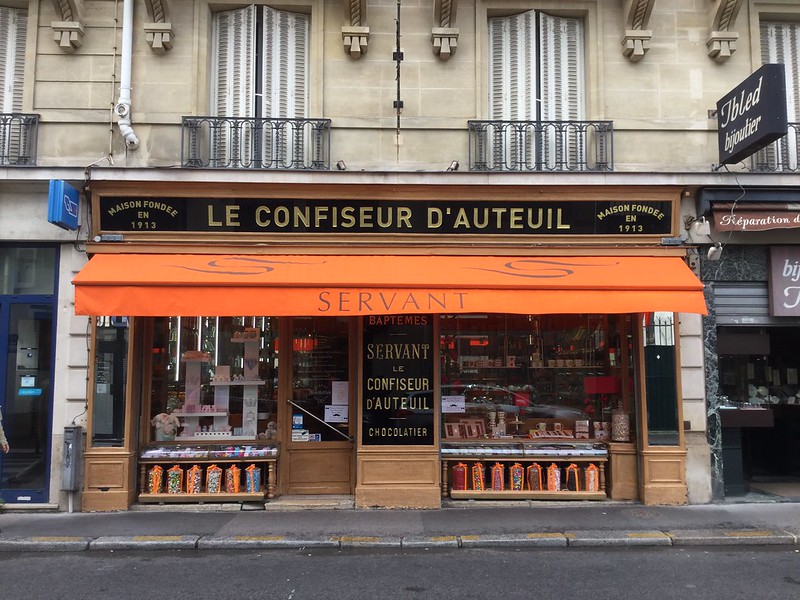 MAISON FONDEE
EN
1913
LE CONFISEUR D'AUTEUIL
MAISON FONDEE
EN
1913
SERVANT
BAPTEMES
SERVANT
LE
CONFISEUR
D'AUTEUIL
CHOCOLATIER
Ibled
bijoutier
Réparation d
bij